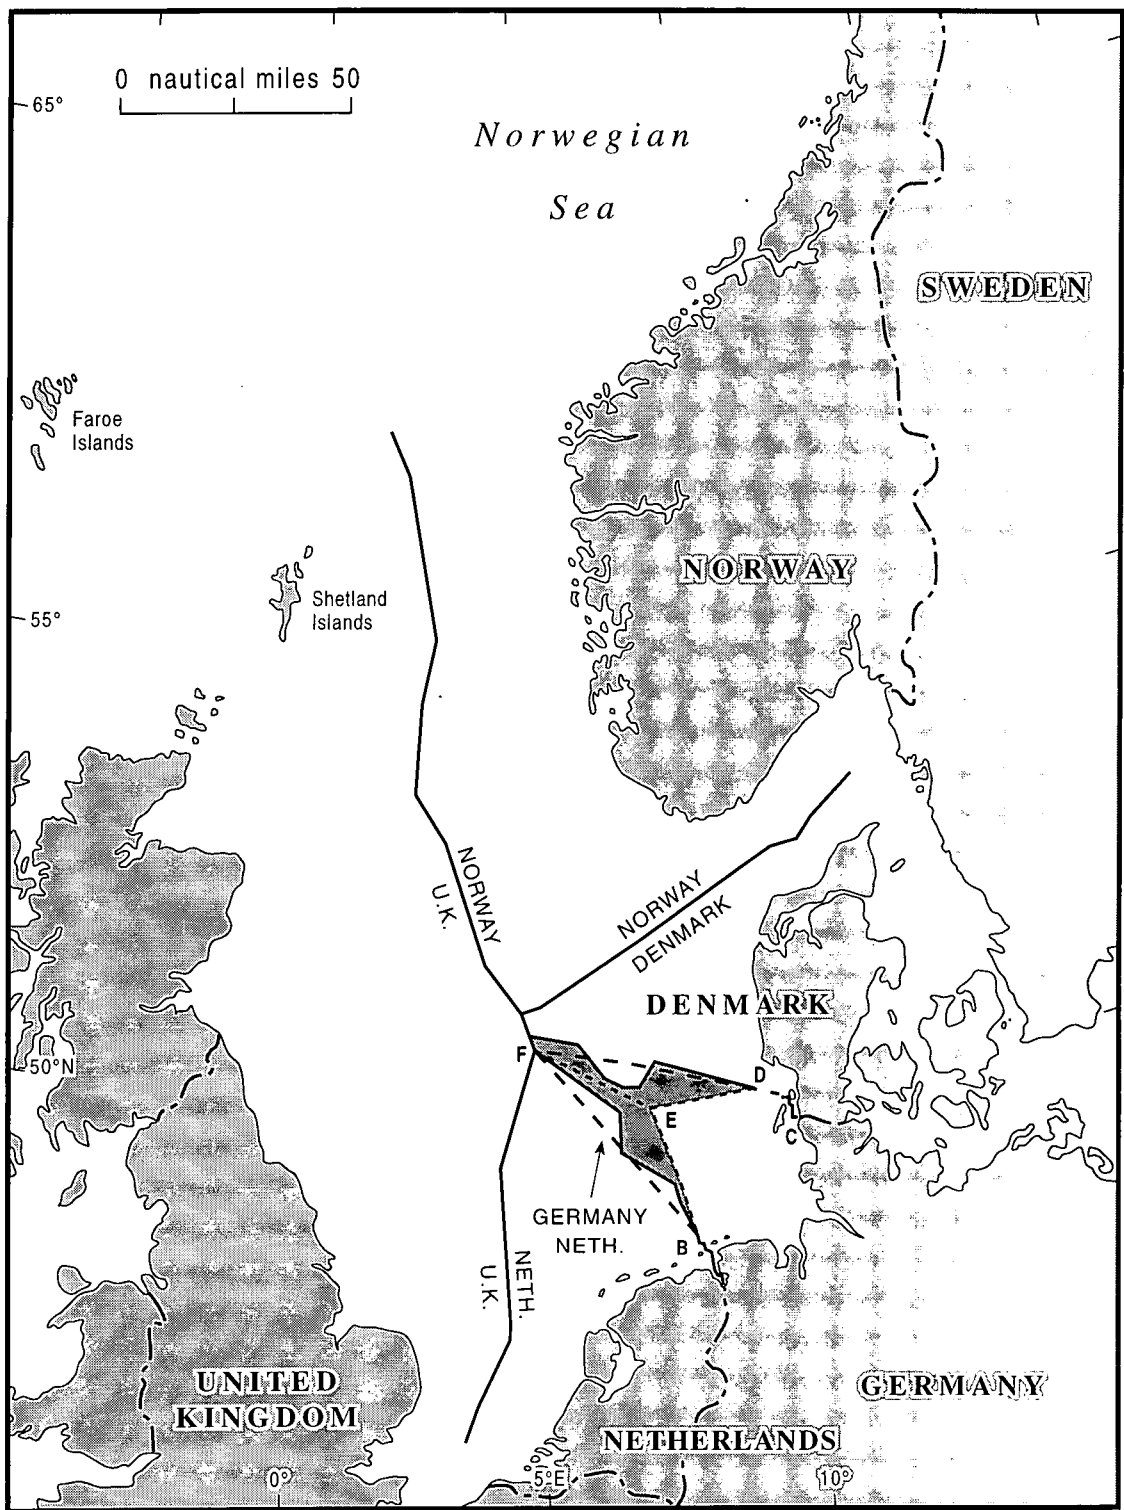 0 nautical miles 50
65°
Norwegian
Sea
SWEDEN
Faroe
Islands
NORWAY
55°
Shetland
Islands
NORWAY
U.K.
NORWAY
DENMARK
DENMARK
50°N
F
D
E
C
GERMANY
NETH.
B
NETH.
U.K.
UNITED
KINGDOM
GERMANY
NETHERLANDS
0°
5°E
10°